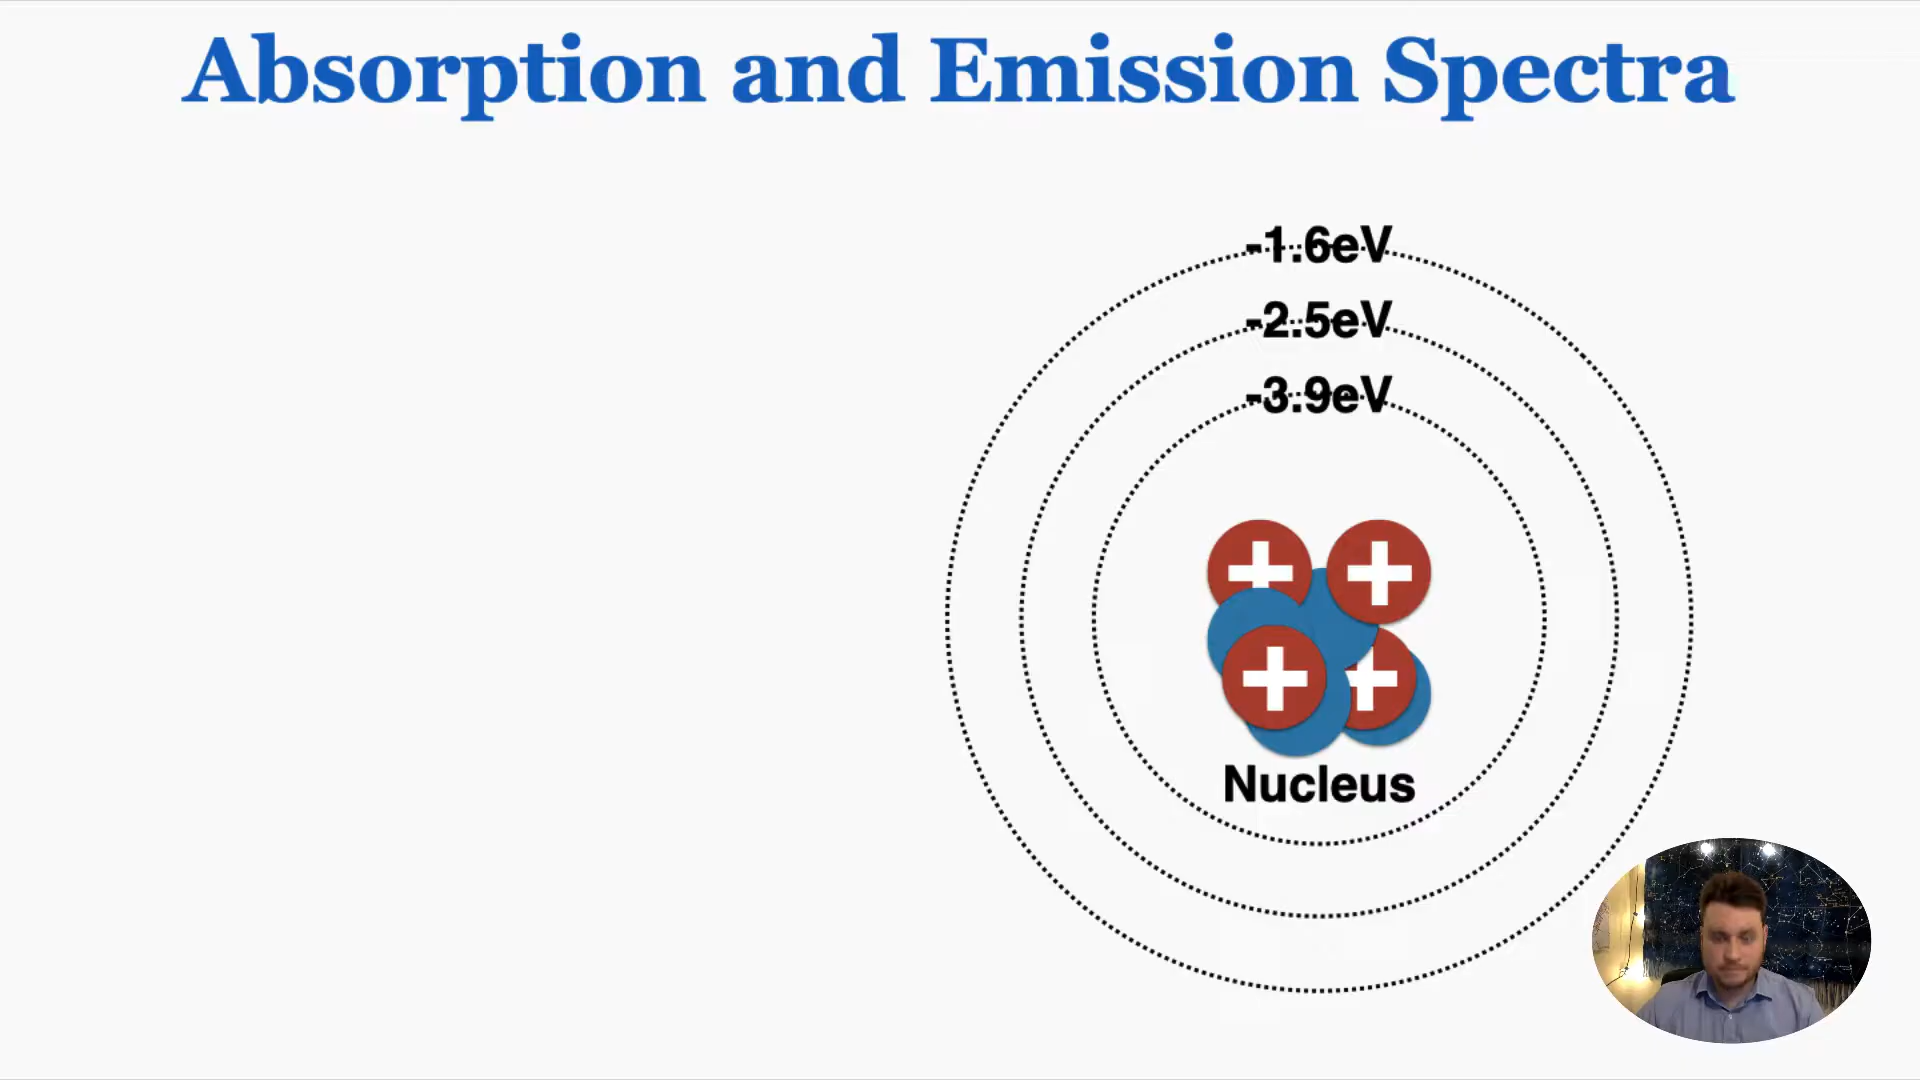 Absorption and Emission Spectra
-1.6eV
-2.5eV
-3.9eV
Nucleus